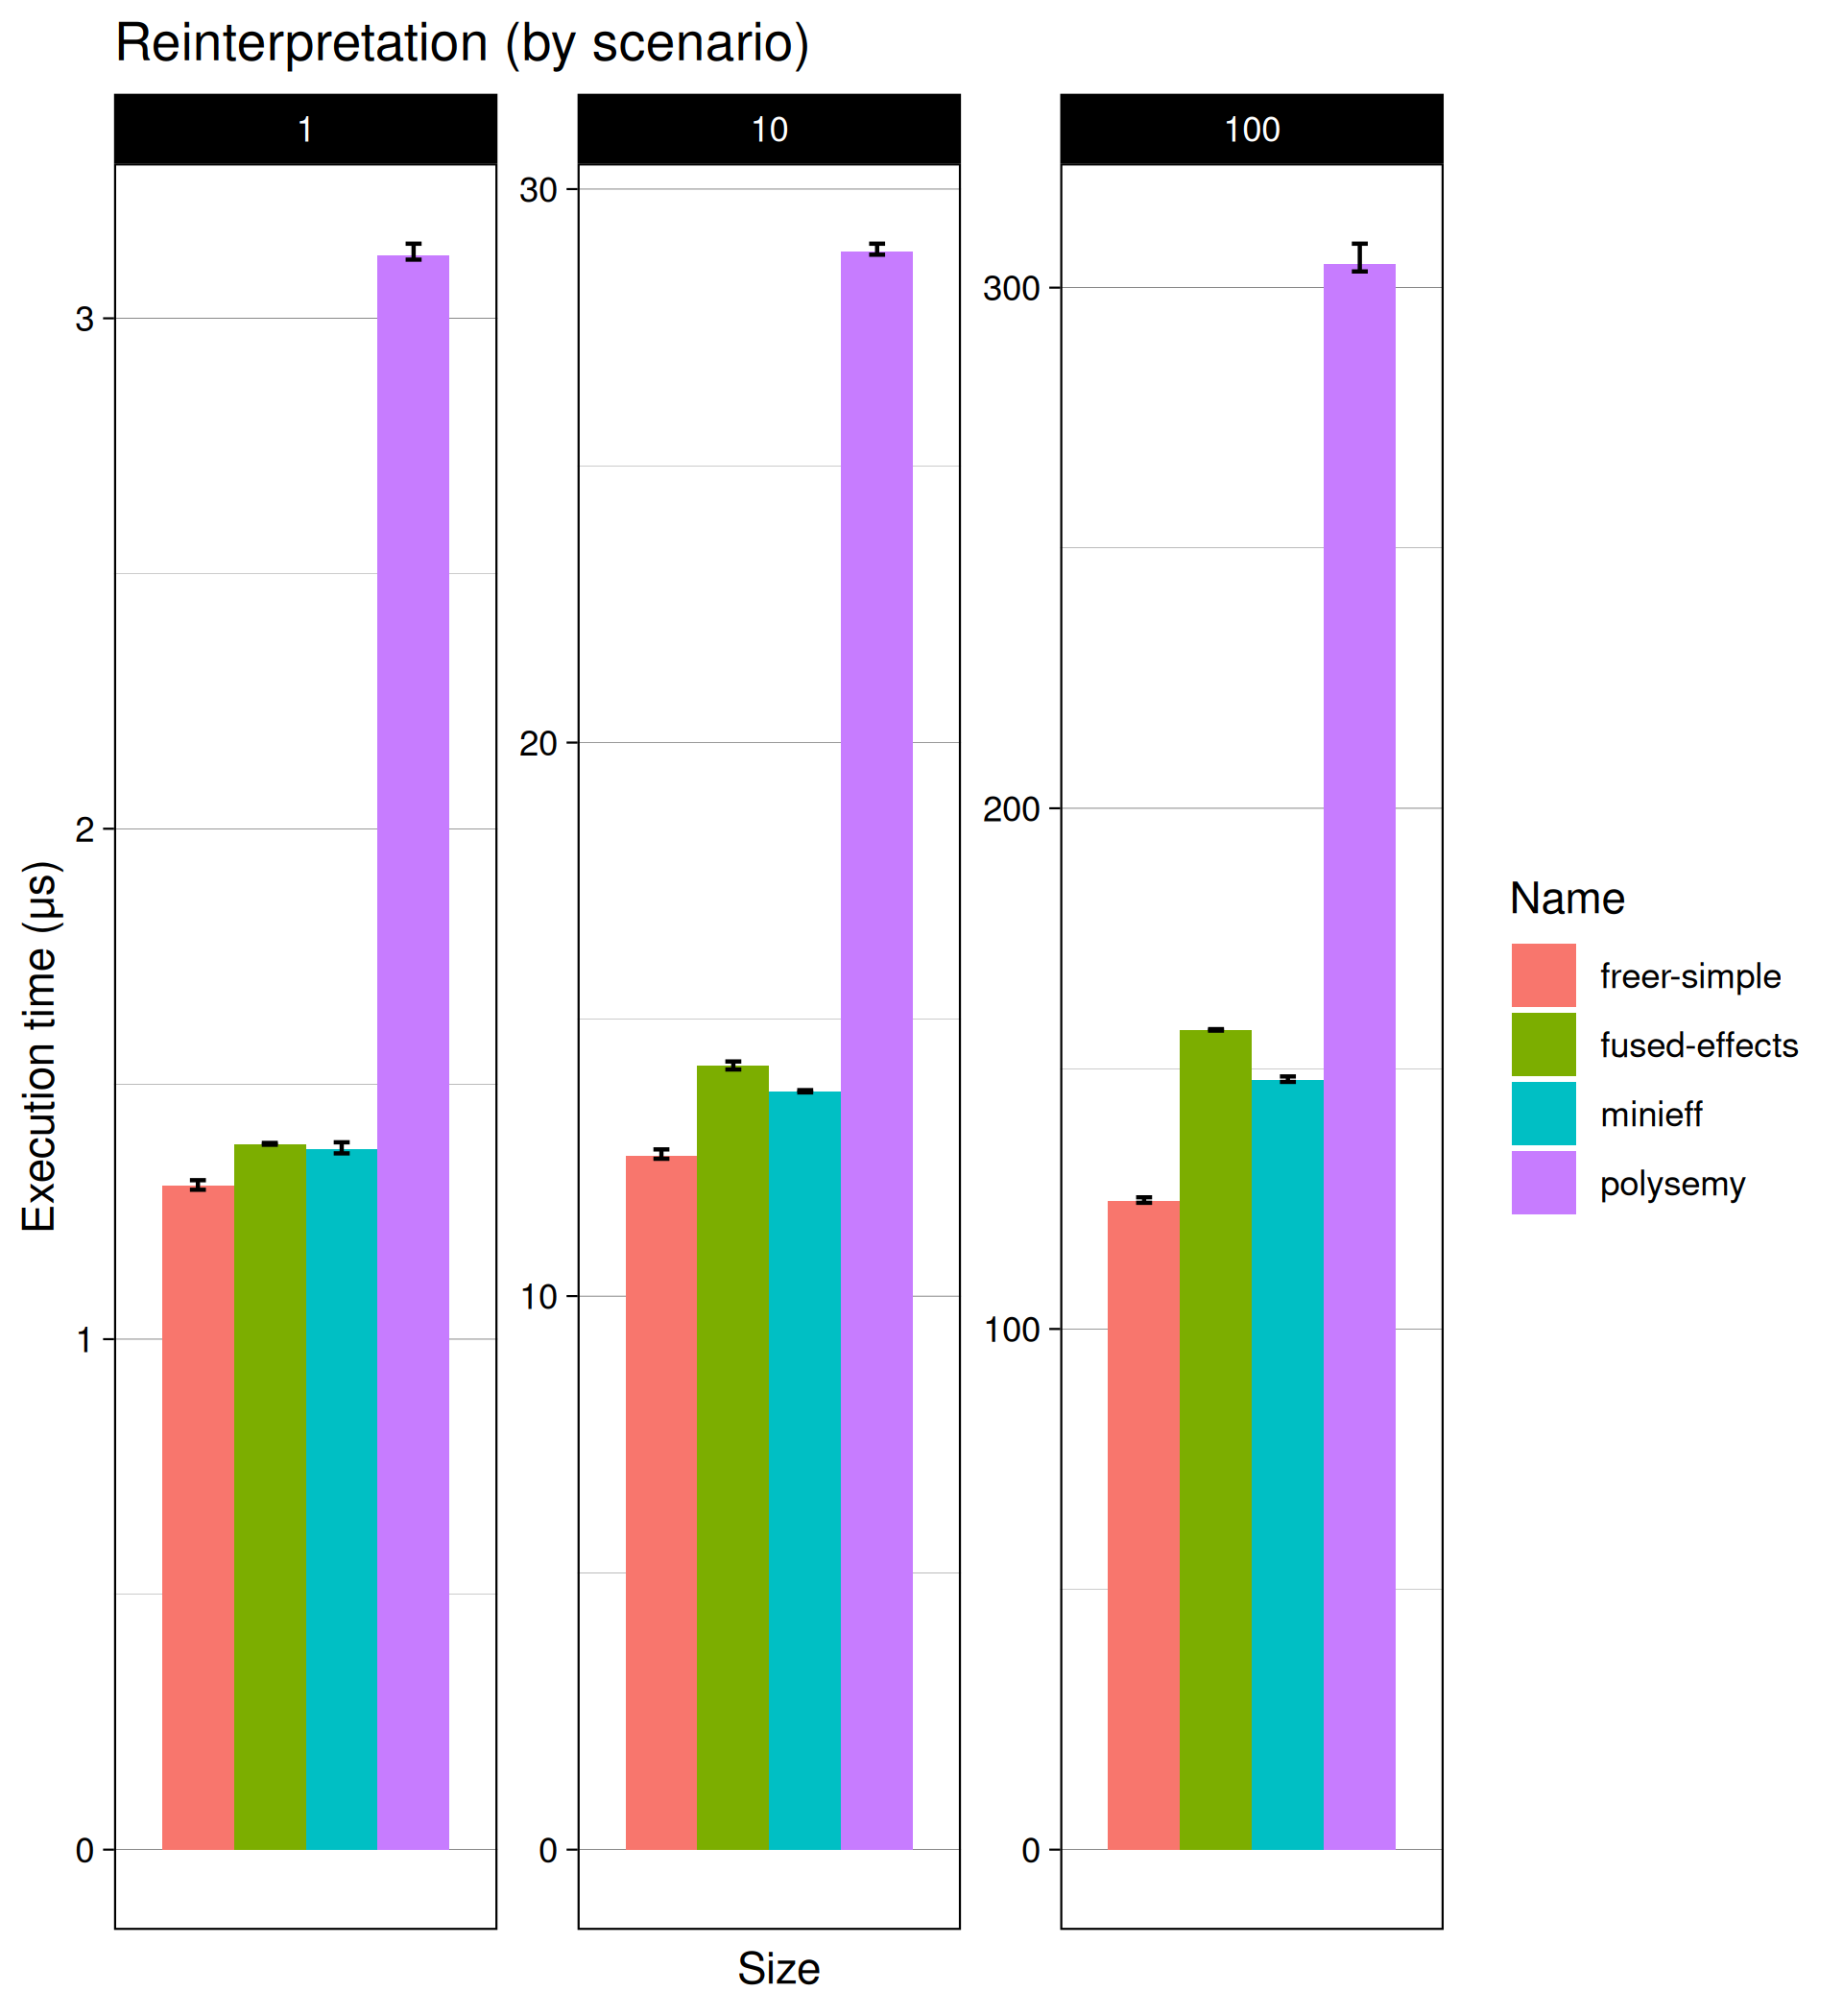 Reinterpretation (by scenario)
1
10
100
Execution time (μs)
3
2
1
0
30
20
10
0
300
200
100
0
Size
Name
freer-simple
fused-effects
minieff
polysemy